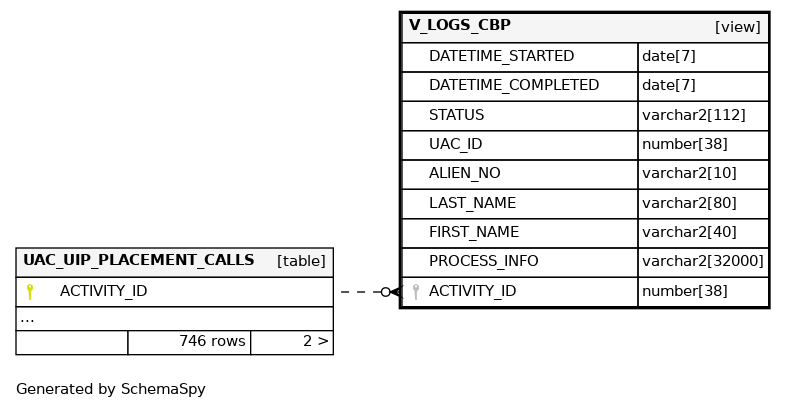 V_LOGS_CBP [view]
DATETIME_STARTED date[7]
DATETIME_COMPLETED date[7]
STATUS varchar2[112]
UAC_ID number[38]
ALIEN_NO varchar2[10]
LAST_NAME varchar2[80]
FIRST_NAME varchar2[40]
PROCESS_INFO varchar2[32000]
ACTIVITY_ID number[38]
UAC_UIP_PLACEMENT_CALLS [table]
ACTIVITY_ID
...
746 rows 2 >
Generated by SchemaSpy